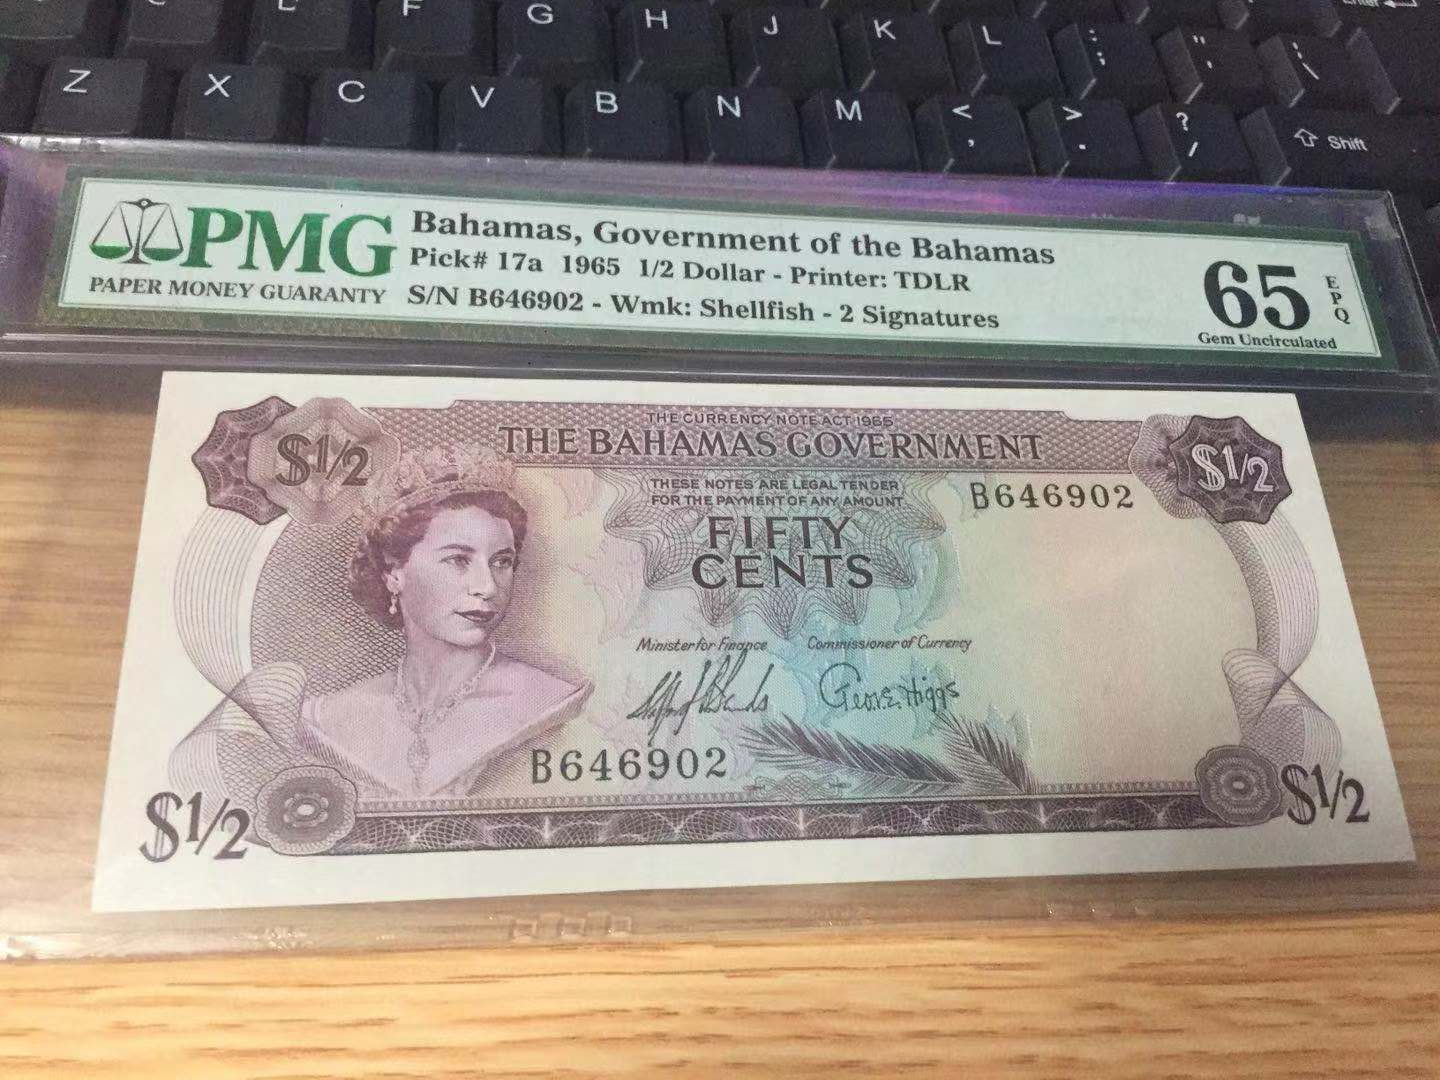 F G H J K L : ; " '
Z X C V B N M < , > . ? / Shift
PMG
PAPER MONEY GUARANTY
Bahamas, Government of the Bahamas
Pick# 17a 1965 1/2 Dollar - Printer: TDLR
S/N B646902 - Wmk: Shellfish - 2 Signatures
65 EPQ
Gem Uncirculated
THE CURRENCY NOTE ACT 1965
$1/2 THE BAHAMAS GOVERNMENT $1/2
THESE NOTES ARE LEGAL TENDER
FOR THE PAYMENT OF ANY AMOUNT
B646902
FIFTY
CENTS
Minister for Finance Commissioner of Currency
Geo. E. Higgs
B646902
$1/2 $1/2